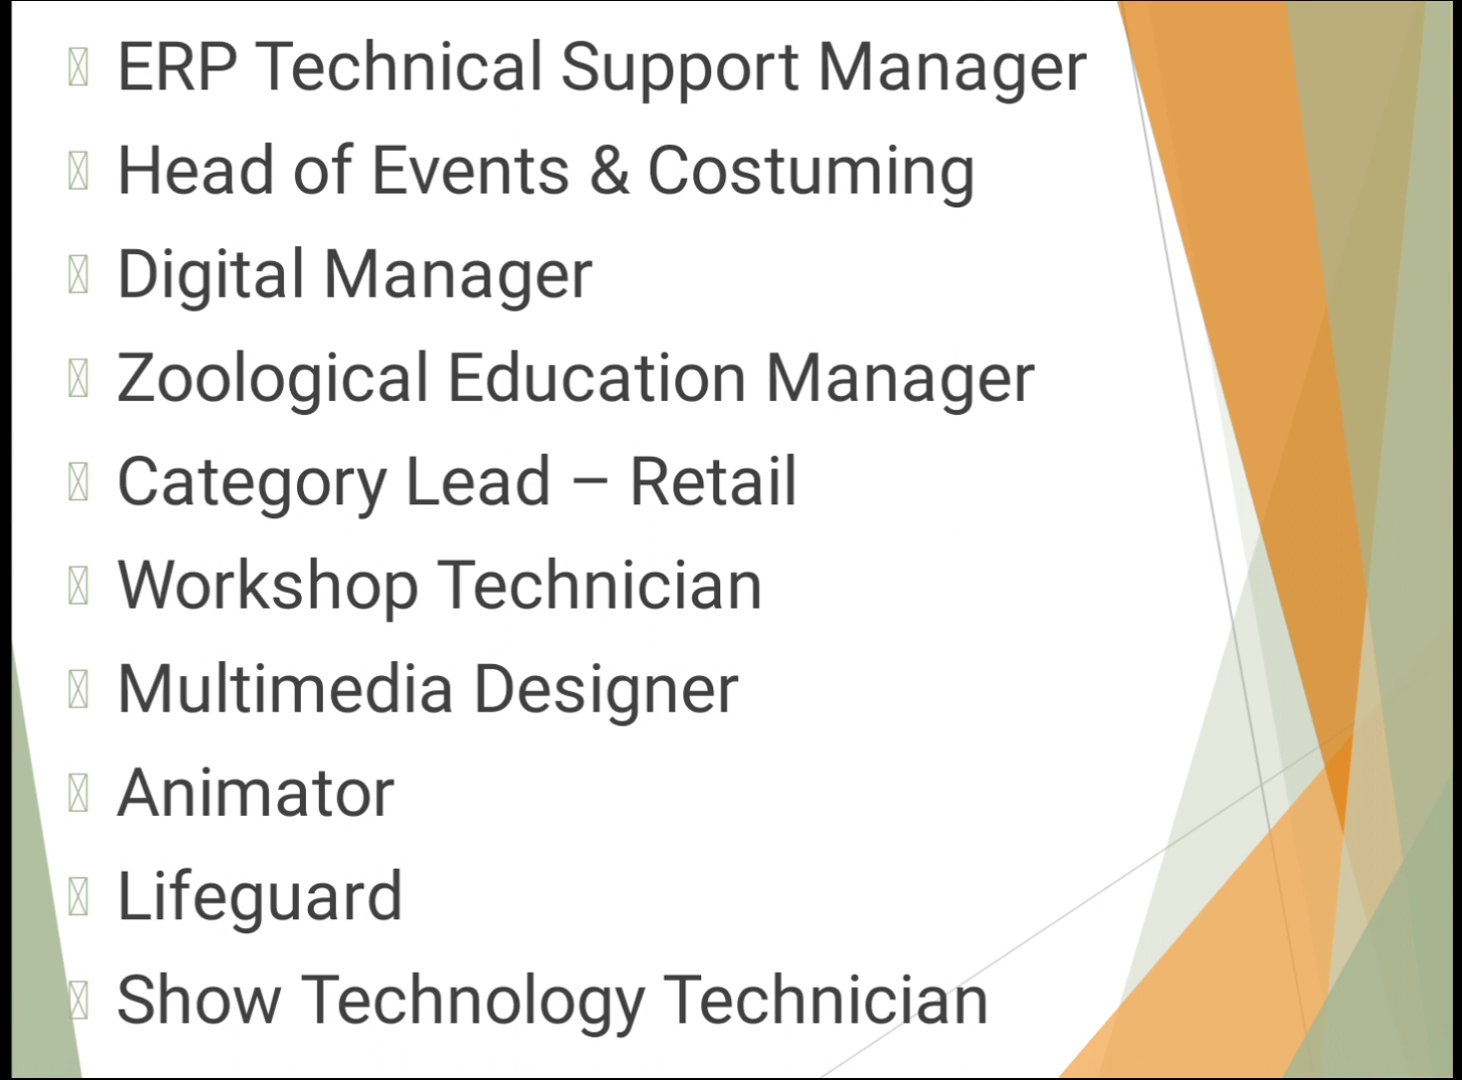 ERP Technical Support Manager
Head of Events & Costuming
Digital Manager
Zoological Education Manager
Category Lead – Retail
Workshop Technician
Multimedia Designer
Animator
Lifeguard
Show Technology Technician